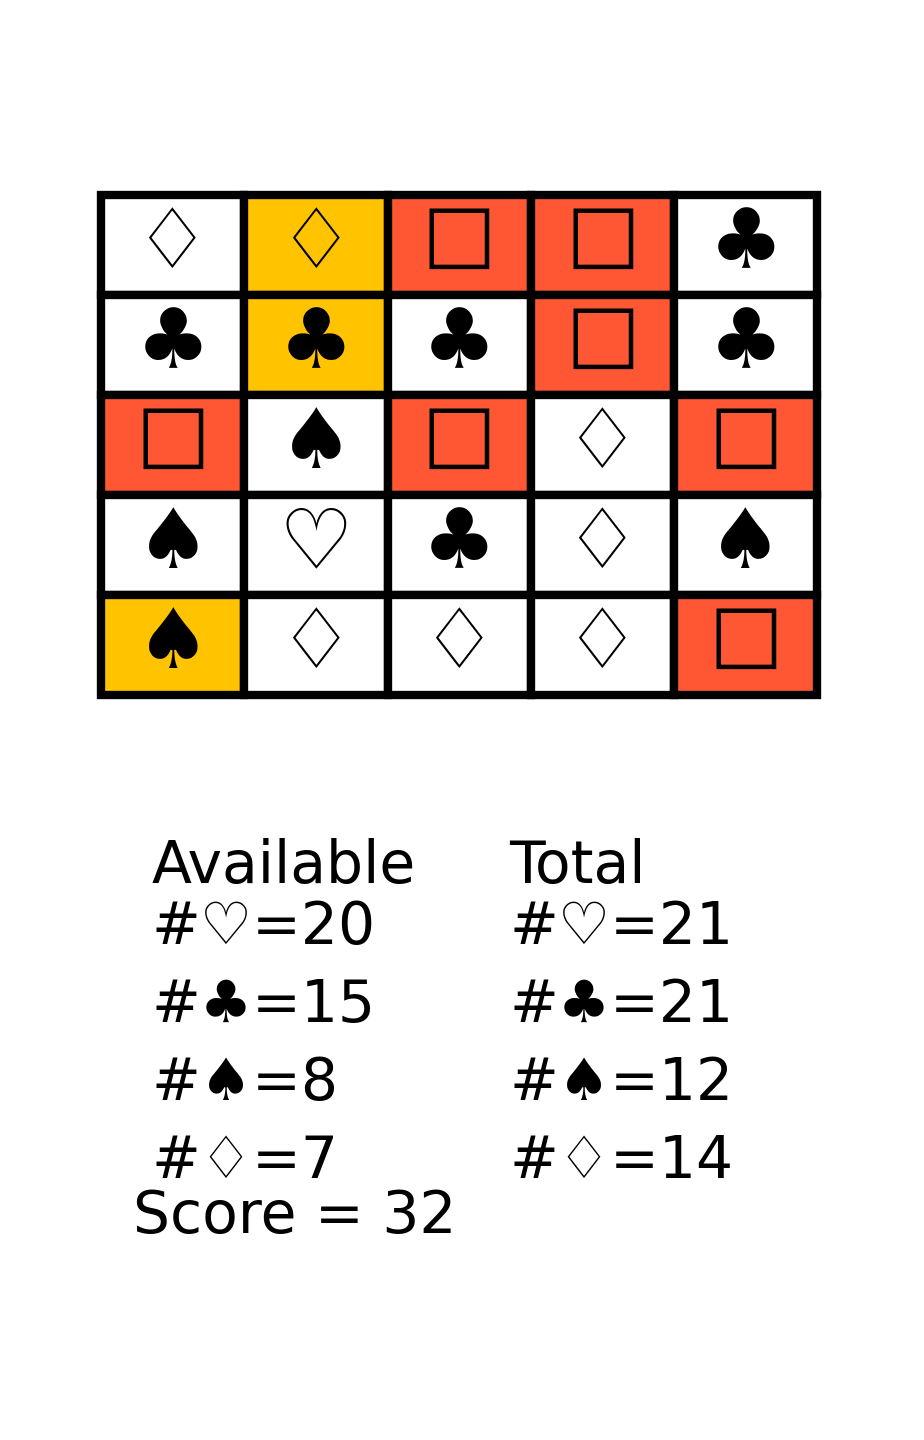 ♢ ♢ □ □ ♣
♣ ♣ ♣ □ ♣
□ ♠ □ ♢ □
♠ ♡ ♣ ♢ ♠
♠ ♢ ♢ ♢ □
Available Total
#♡=20 #♡=21
#♣=15 #♣=21
#♠=8 #♠=12
#♢=7 #♢=14
Score = 32